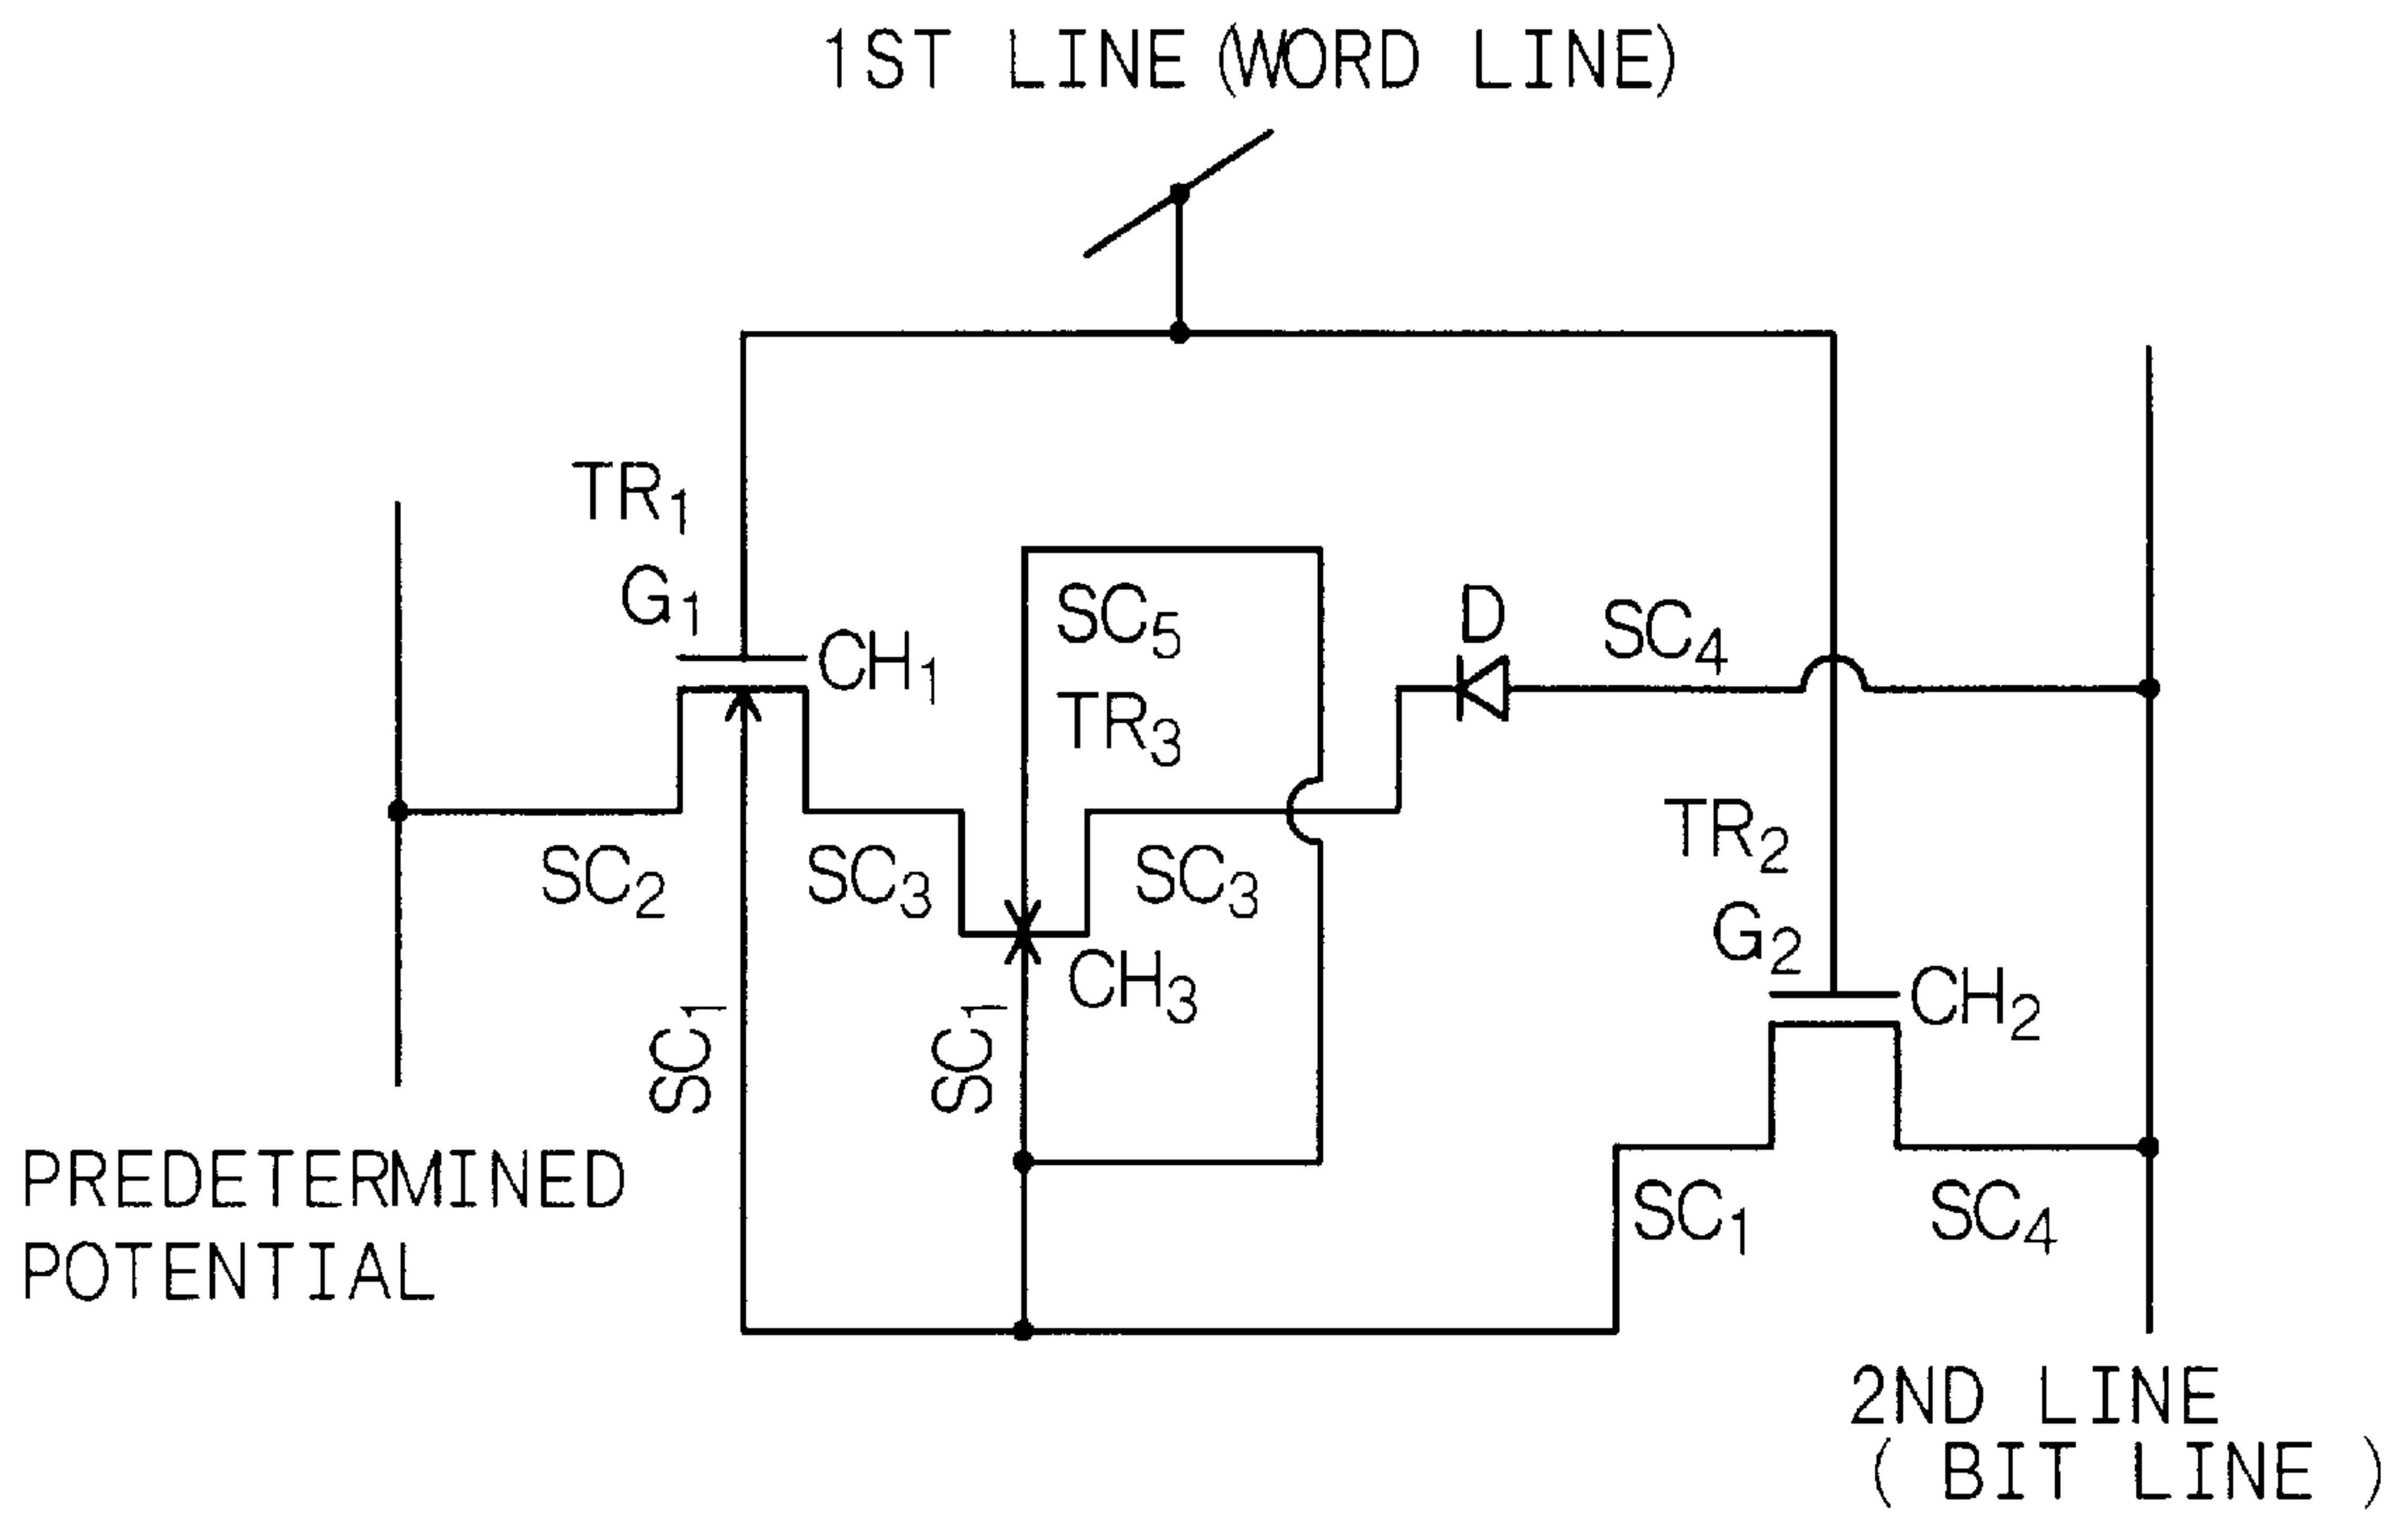 1ST LINE (WORD LINE)
TR1
G1
CH1
SC5
TR3
D
SC4
SC2
SC3
SC3
TR2
G2
CH3
CH2
SC1
SC1
SC1
SC4
PREDETERMINED
POTENTIAL
2ND LINE
( BIT LINE )